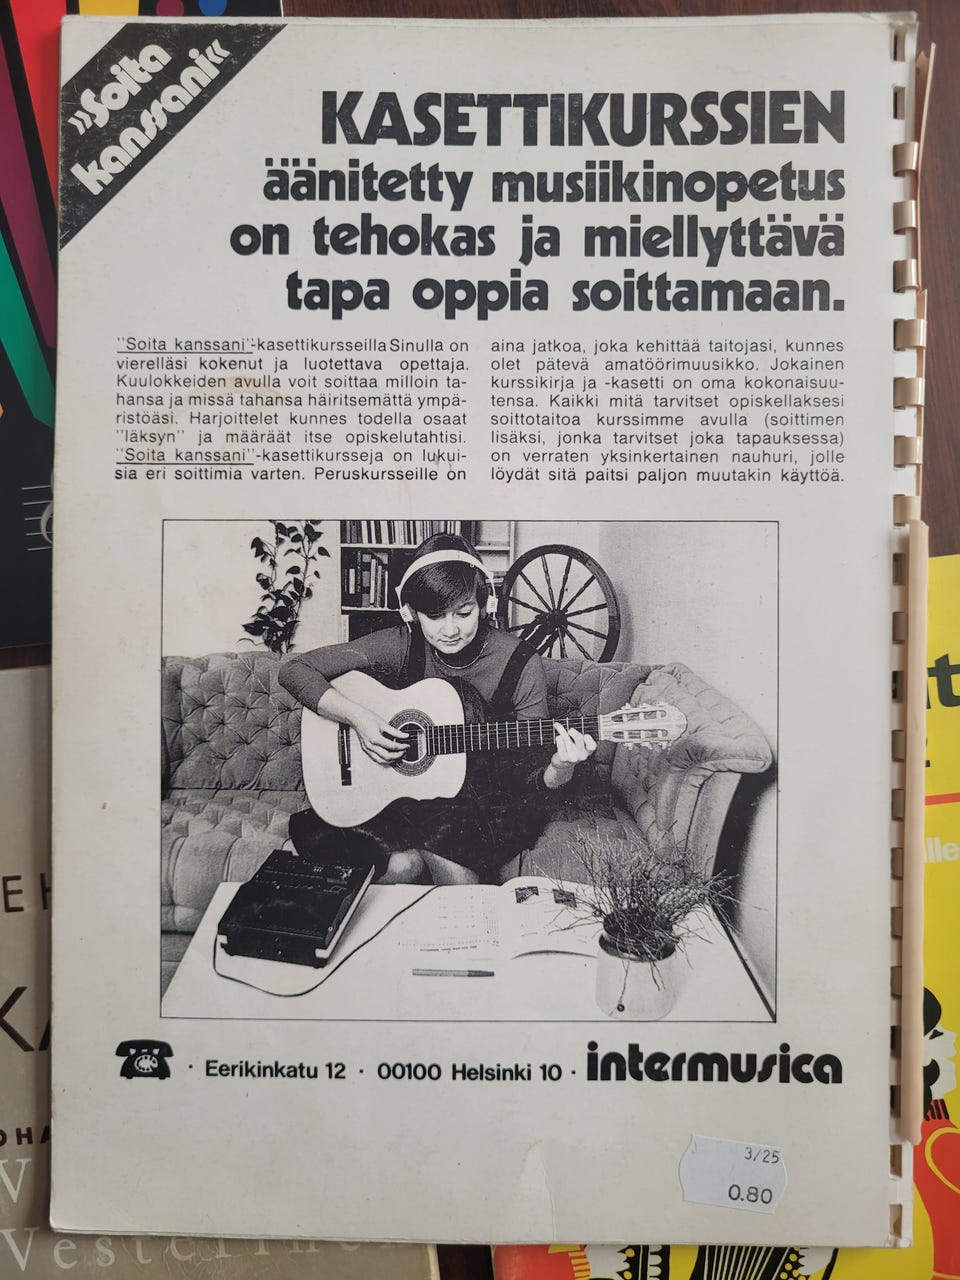 »Soita
kanssani«
KASETTIKURSSIEN
äänitetty musiikinopetus
on tehokas ja miellyttävä
tapa oppia soittamaan.
"Soita kanssani"-kasettikursseilla Sinulla on
vierelläsi kokenut ja luotettava opettaja.
Kuulokkeiden avulla voit soittaa milloin ta-
hansa ja missä tahansa häiritsemättä ympä-
ristöäsi. Harjoittelet kunnes todella osaat
"läksyn" ja määräät itse opiskelutahtisi.
"Soita kanssani"-kasettikursseja on lukui-
sia eri soittimia varten. Peruskursseille on
aina jatkoa, joka kehittää taitojasi, kunnes
olet pätevä amatöörimuusikko. Jokainen
kurssikirja ja -kasetti on oma kokonaisuu-
tensa. Kaikki mitä tarvitset opiskellaksesi
soittotaitoa kurssimme avulla (soittimen
lisäksi, jonka tarvitset joka tapauksessa)
on verraten yksinkertainen nauhuri, jolle
löydät sitä paitsi paljon muutakin käyttöä.
· Eerikinkatu 12 · 00100 Helsinki 10 · intermusica
3/25
0.80